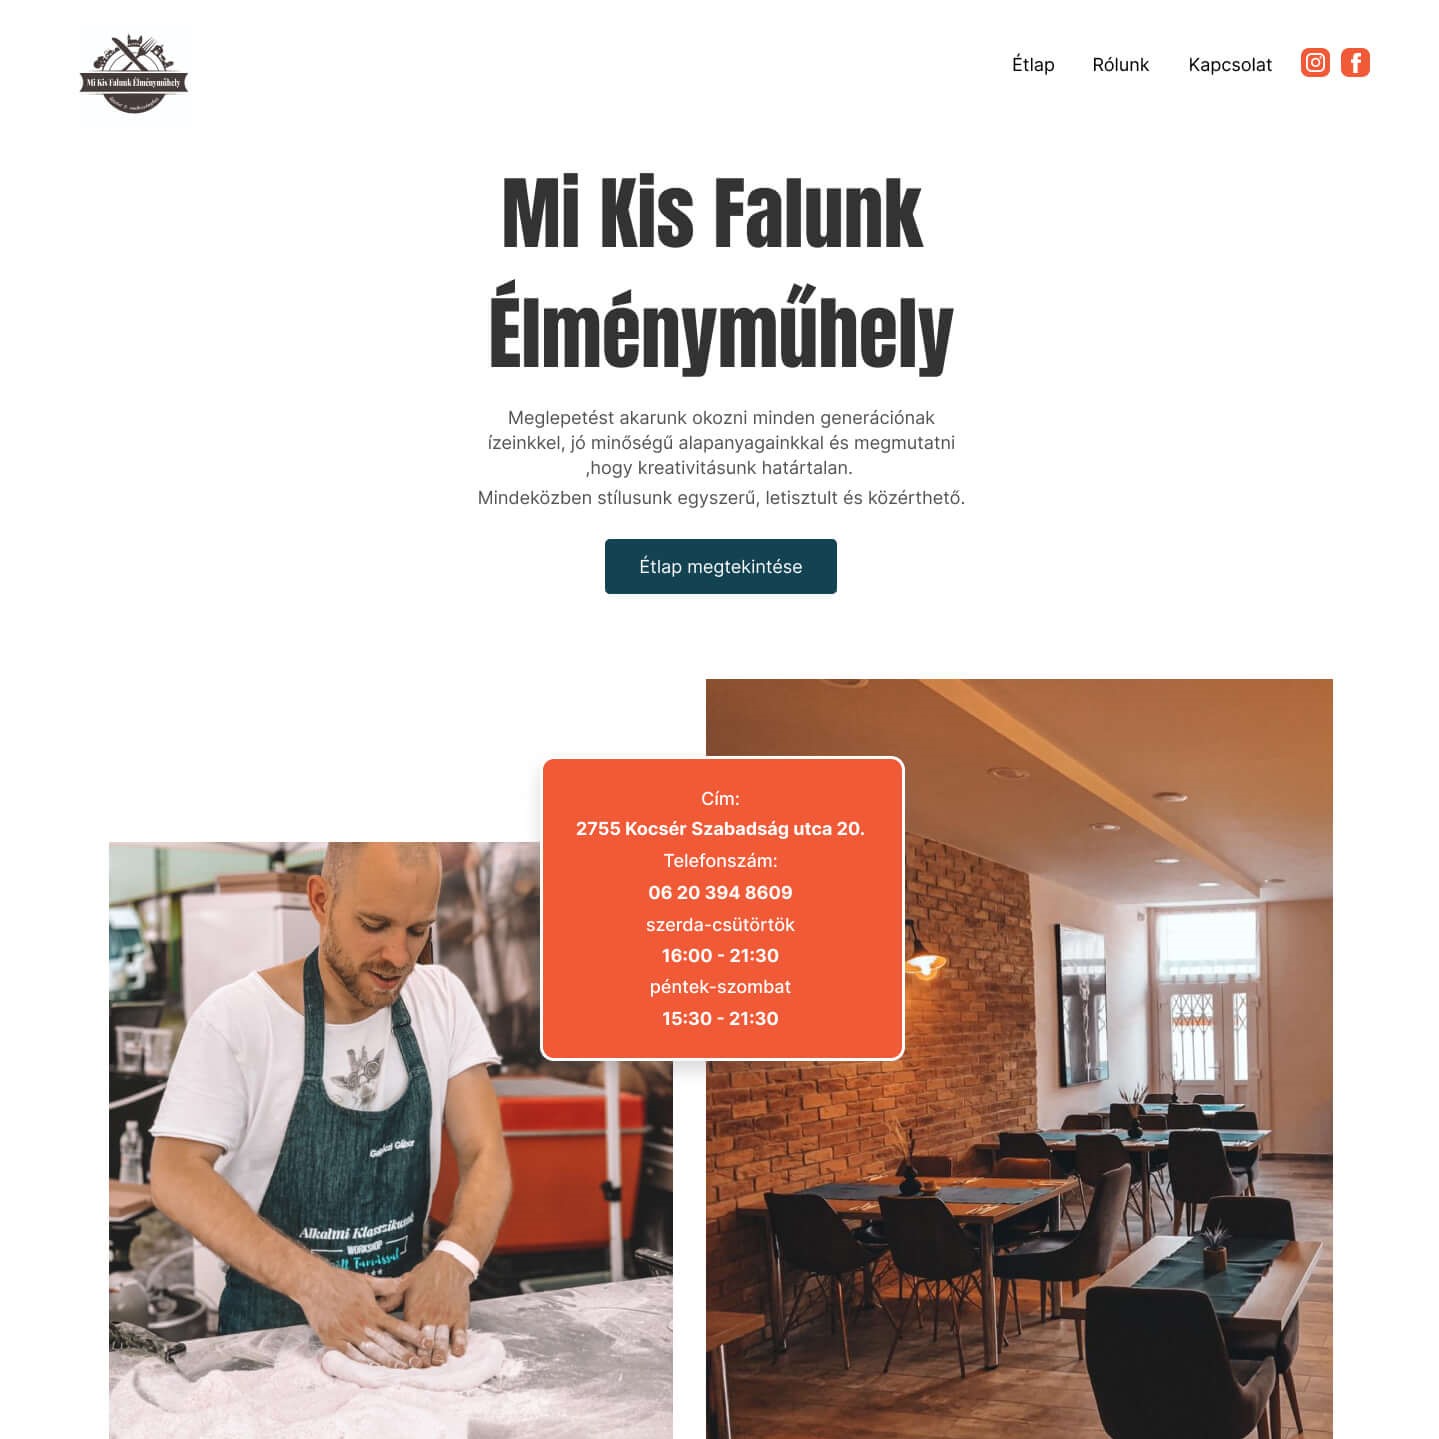 Mi Kis Falunk Élményműhely
Étlap
Rólunk
Kapcsolat
Mi Kis Falunk
Élményműhely
Meglepetést akarunk okozni minden generációnak
ízeinkkel, jó minőségű alapanyagainkkal és megmutatni
,hogy kreativitásunk határtalan.
Mindeközben stílusunk egyszerű, letisztult és közérthető.
Étlap megtekintése
Cím:
2755 Kocsér Szabadság utca 20.
Telefonszám:
06 20 394 8609
szerda-csütörtök
16:00 - 21:30
péntek-szombat
15:30 - 21:30
Gábor
Alkalmi Klasszikusok
WORKSHOP